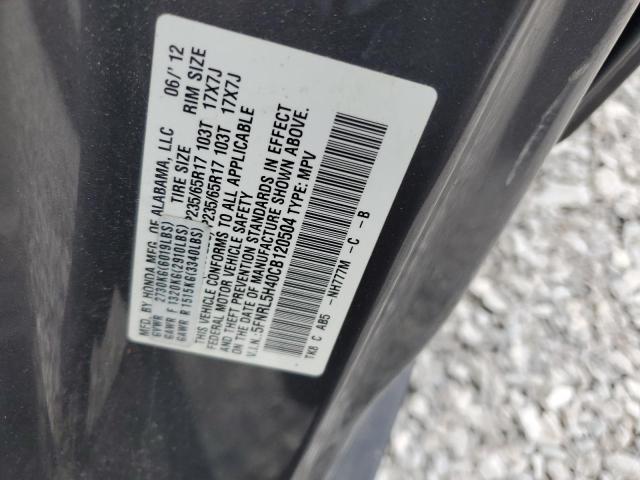 MFD. BY HONDA MFG. OF ALABAMA, LLC 06/'12
GVWR 2730KG(6019LBS) TIRE SIZE RIM SIZE
GAWR F 1320KG(2910LBS) P235/65R17 103T 17X7J
GAWR R 1515KG(3340LBS) P235/65R17 103T 17X7J
THIS VEHICLE CONFORMS TO ALL APPLICABLE
FEDERAL MOTOR VEHICLE SAFETY
AND THEFT PREVENTION STANDARDS IN EFFECT
ON THE DATE OF MANUFACTURE SHOWN ABOVE.
V.I.N.: 5FNRL5H40CB120504 TYPE: MPV
TK8 C AB5 -NH777M -C -B